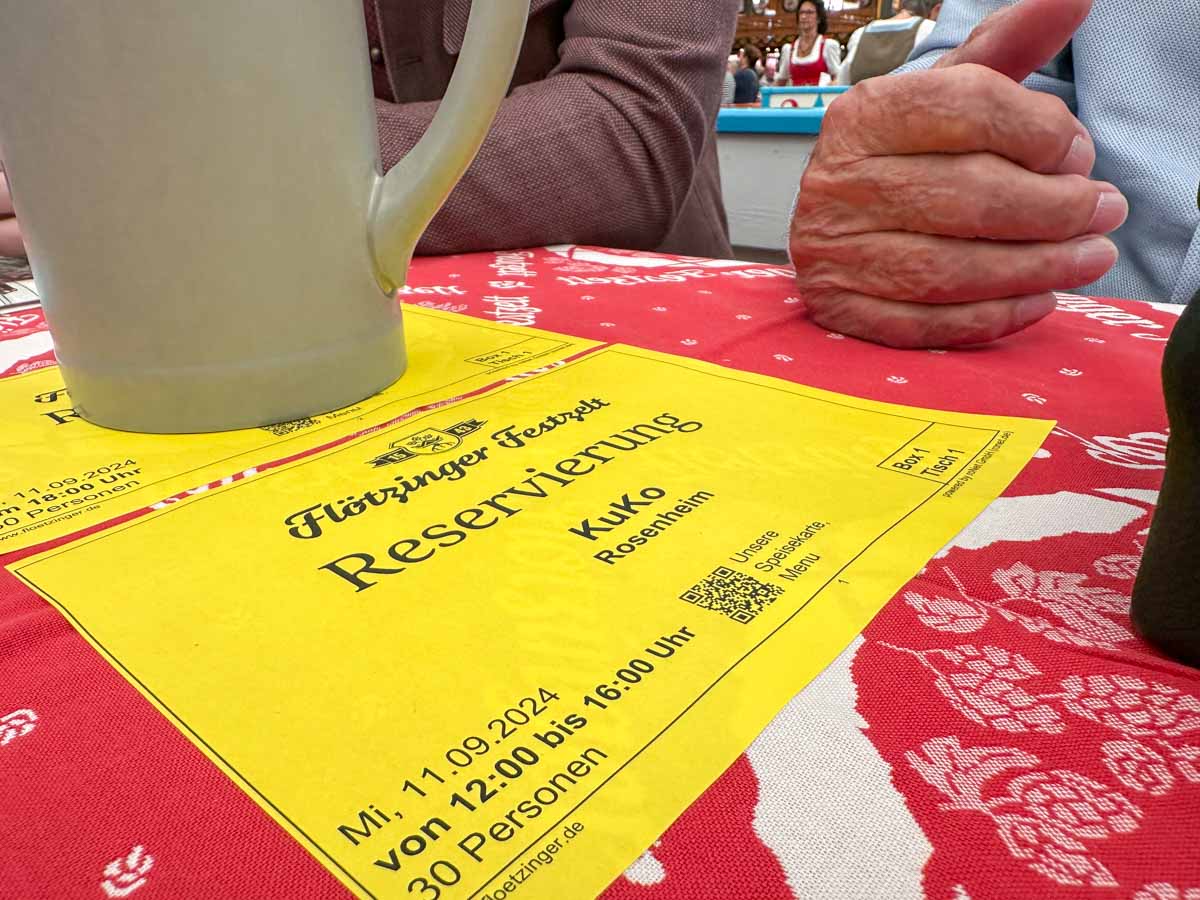 Flötzinger Festzelt
Reservierung
KuKo
Rosenheim
Box 1
Tisch 1
Unsere
Speisekarte,
Menu
1
Mi, 11.09.2024
von 12:00 bis 16:00 Uhr
30 Personen
floetzinger.de
Box 1
Tisch 1
Menu
11.09.2024
18:00 Uhr
Personen
www.floetzinger.de